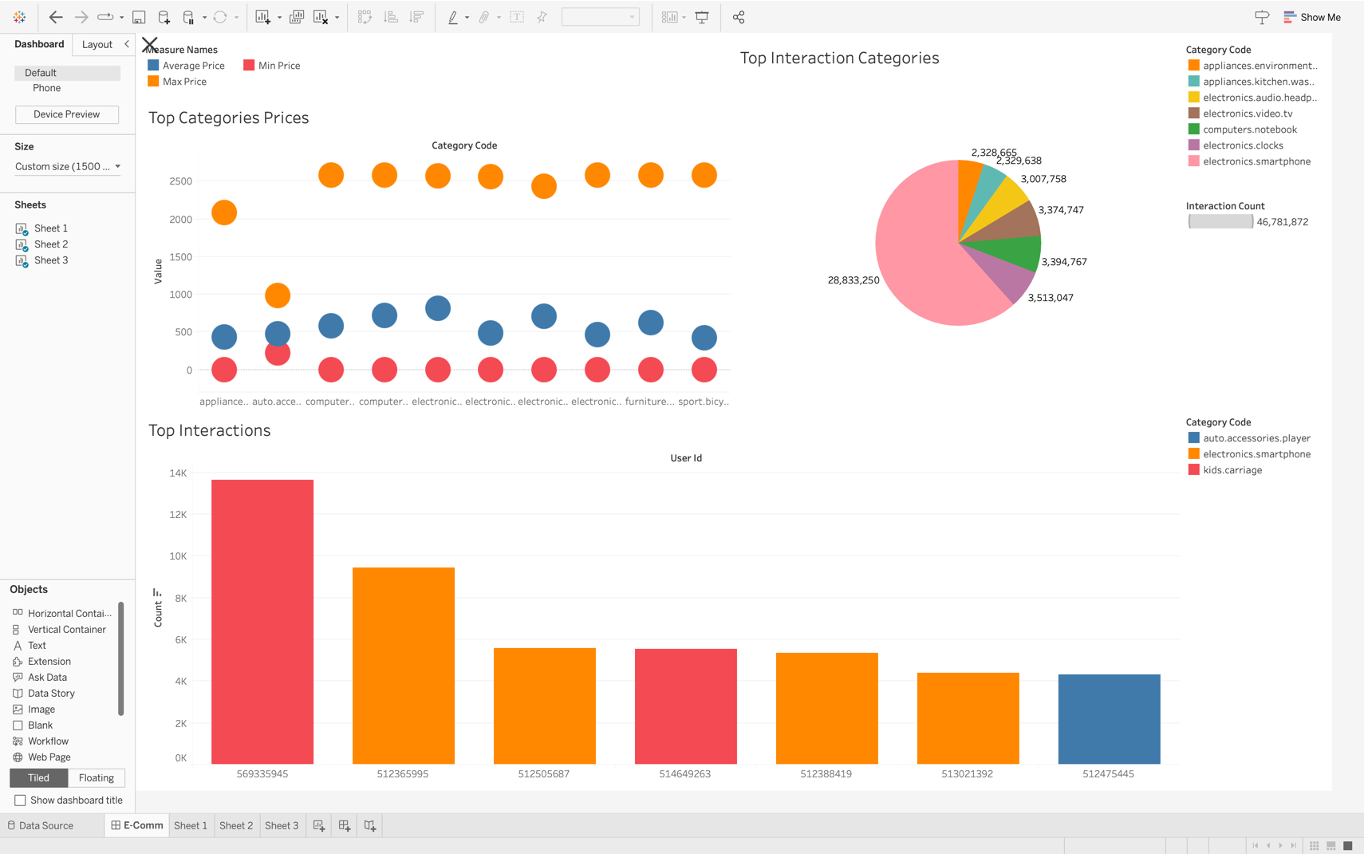 Show Me
Dashboard
Layout
Default
Phone
Device Preview
Size
Custom size (1500 ...
Sheets
Sheet 1
Sheet 2
Sheet 3
Objects
Horizontal Contai...
Vertical Container
Text
Extension
Ask Data
Data Story
Image
Blank
Workflow
Web Page
Tiled
Floating
Show dashboard title
Measure Names
Average Price
Min Price
Max Price
Top Categories Prices
Category Code
Value
2500
2000
1500
1000
500
0
appliance..
auto.acce..
computer..
computer..
electronic..
electronic..
electronic..
electronic..
furniture...
sport.bicy..
Top Interaction Categories
2,328,665
2,329,638
3,007,758
3,374,747
3,394,767
3,513,047
28,833,250
Category Code
appliances.environment..
appliances.kitchen.was..
electronics.audio.headp..
electronics.video.tv
computers.notebook
electronics.clocks
electronics.smartphone
Interaction Count
46,781,872
Top Interactions
User Id
Count
14K
12K
10K
8K
6K
4K
2K
0K
569335945
512365995
512505687
514649263
512388419
513021392
512475445
Category Code
auto.accessories.player
electronics.smartphone
kids.carriage
Data Source
E-Comm
Sheet 1
Sheet 2
Sheet 3